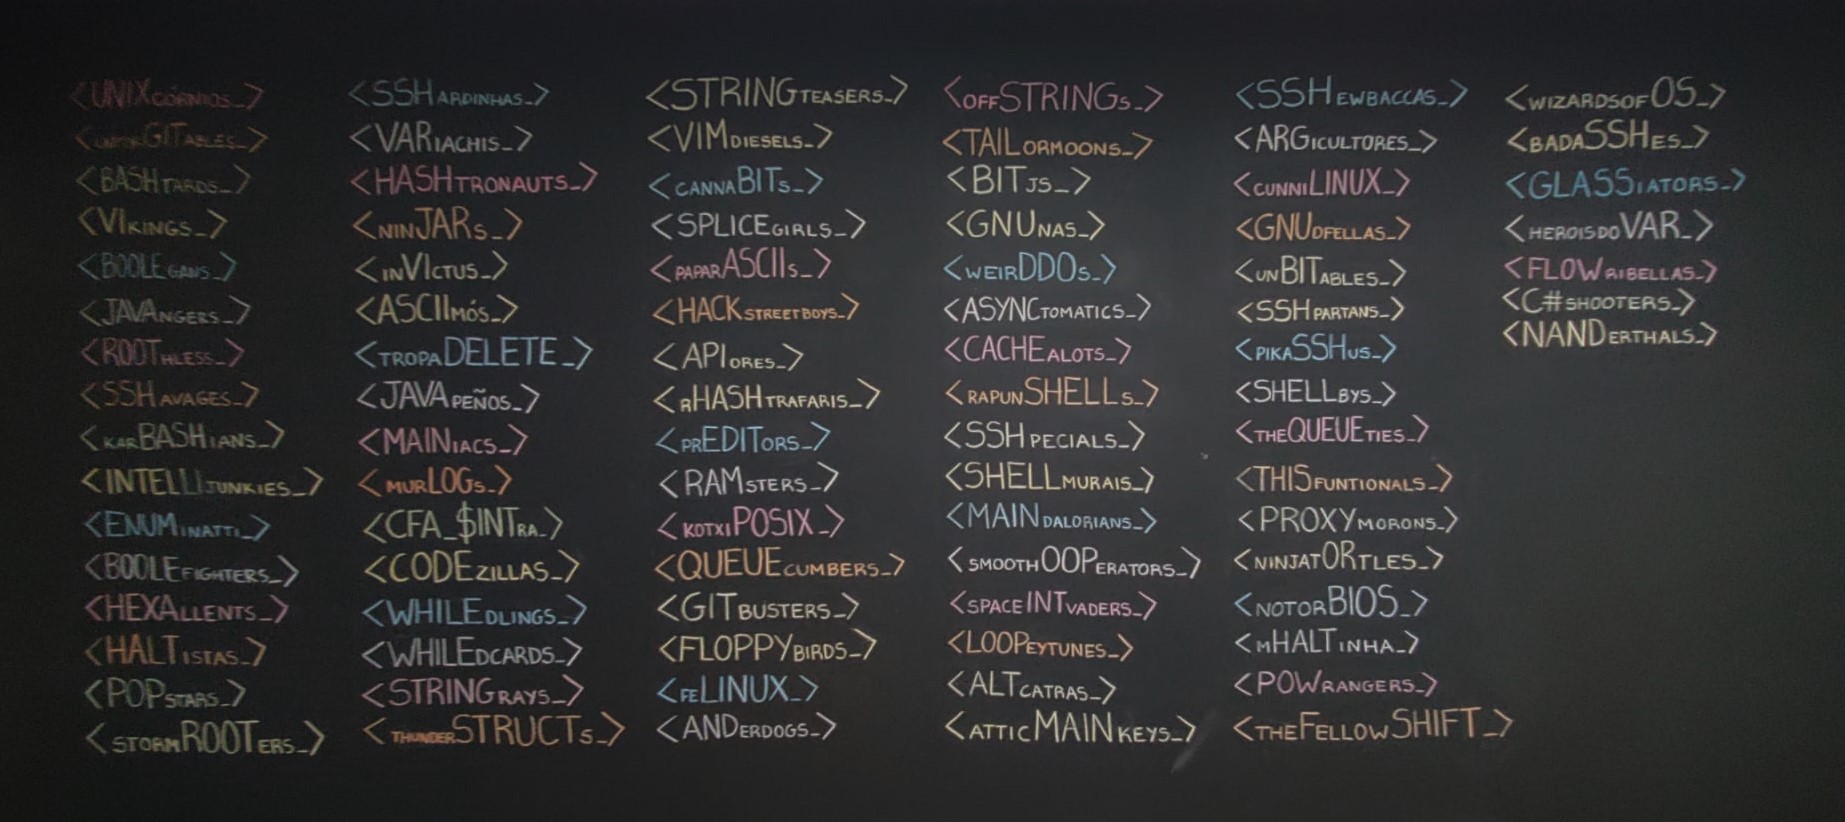 <UNIXCÓRNIOS_>
<UNFORGITABLES_>
<BASHTARDS_>
<VIKINGS_>
<BOOLEGANS_>
<JAVANGERS_>
<ROOTHLESS_>
<SSHAVAGES_>
<KARBASHIANS_>
<INTELLIJUNKIES_>
<ENUMINATTI_>
<BOOLEFIGHTERS_>
<HEXALLENTS_>
<HALTISTAS_>
<POPSTARS_>
<STORMROOTERS_>
<SSHARDINHAS_>
<VARIACHIS_>
<HASHTRONAUTS_>
<NINJARS_>
<INVICTUS_>
<ASCIIMÓS_>
<TROPADELETE_>
<JAVAPEÑOS_>
<MAINIACS_>
<MURLOGS_>
<CFA_$INTRA_>
<CODEZILLAS_>
<WHILEDLINGS_>
<WHILEDCARDS_>
<STRINGRAYS_>
<THUNDERSTRUCTS_>
<STRINGTEASERS_>
<VIMDIESELS_>
<CANNABITS_>
<SPLICEGIRLS_>
<PAPARASCIIS_>
<HACKSTREETBOYS_>
<APIORES_>
<RHASHTRAFARIS_>
<PREDITORS_>
<RAMSTERS_>
<KOTXIPOSIX_>
<QUEUECUMBERS_>
<GITBUSTERS_>
<FLOPPYBIRDS_>
<FELINUX_>
<ANDERDOGS_>
<OFFSTRINGS_>
<TAILORMOONS_>
<BITJS_>
<GNUNAS_>
<WEIRDDOS_>
<ASYNCTOMATICS_>
<CACHEALOTS_>
<RAPUNSHELLS_>
<SSHPECIALS_>
<SHELLMURAIS_>
<MAINDALORIANS_>
<SMOOTHOOPERATORS_>
<SPACEINTVADERS_>
<LOOPEYTUNES_>
<ALTCATRAS_>
<ATTICMAINKEYS_>
<SSHEWBACCAS_>
<ARGICULTORES_>
<CUNNILINUX_>
<GNUDFELLAS_>
<UNBITABLES_>
<SSHPARTANS_>
<PIKASSHUS_>
<SHELLBYS_>
<THEQUEUETIES_>
<THISFUNTIONALS_>
<PROXYMORONS_>
<NINJATORTLES_>
<NOTORBIOS_>
<MHALTINHA_>
<POWRANGERS_>
<THEFELLOWSHIFT_>
<WIZARDSOFOS_>
<BADASSHES_>
<GLASSIATORS_>
<HEROISDOVAR_>
<FLOWRIBELLAS_>
<C#SHOOTERS_>
<NANDERTHALS_>